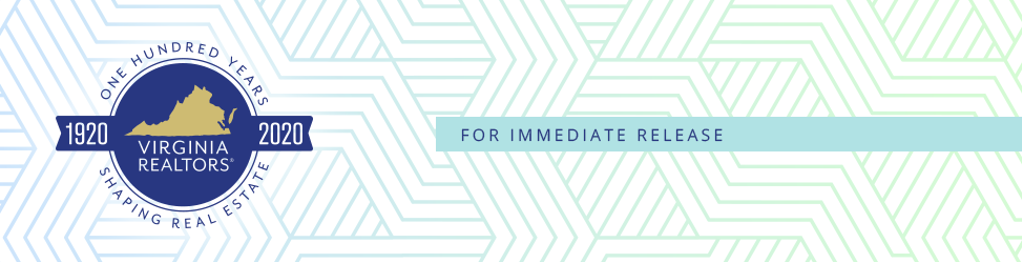 ONE HUNDRED YEARS
1920
2020
VIRGINIA
REALTORS®
SHAPING REAL ESTATE
FOR IMMEDIATE RELEASE